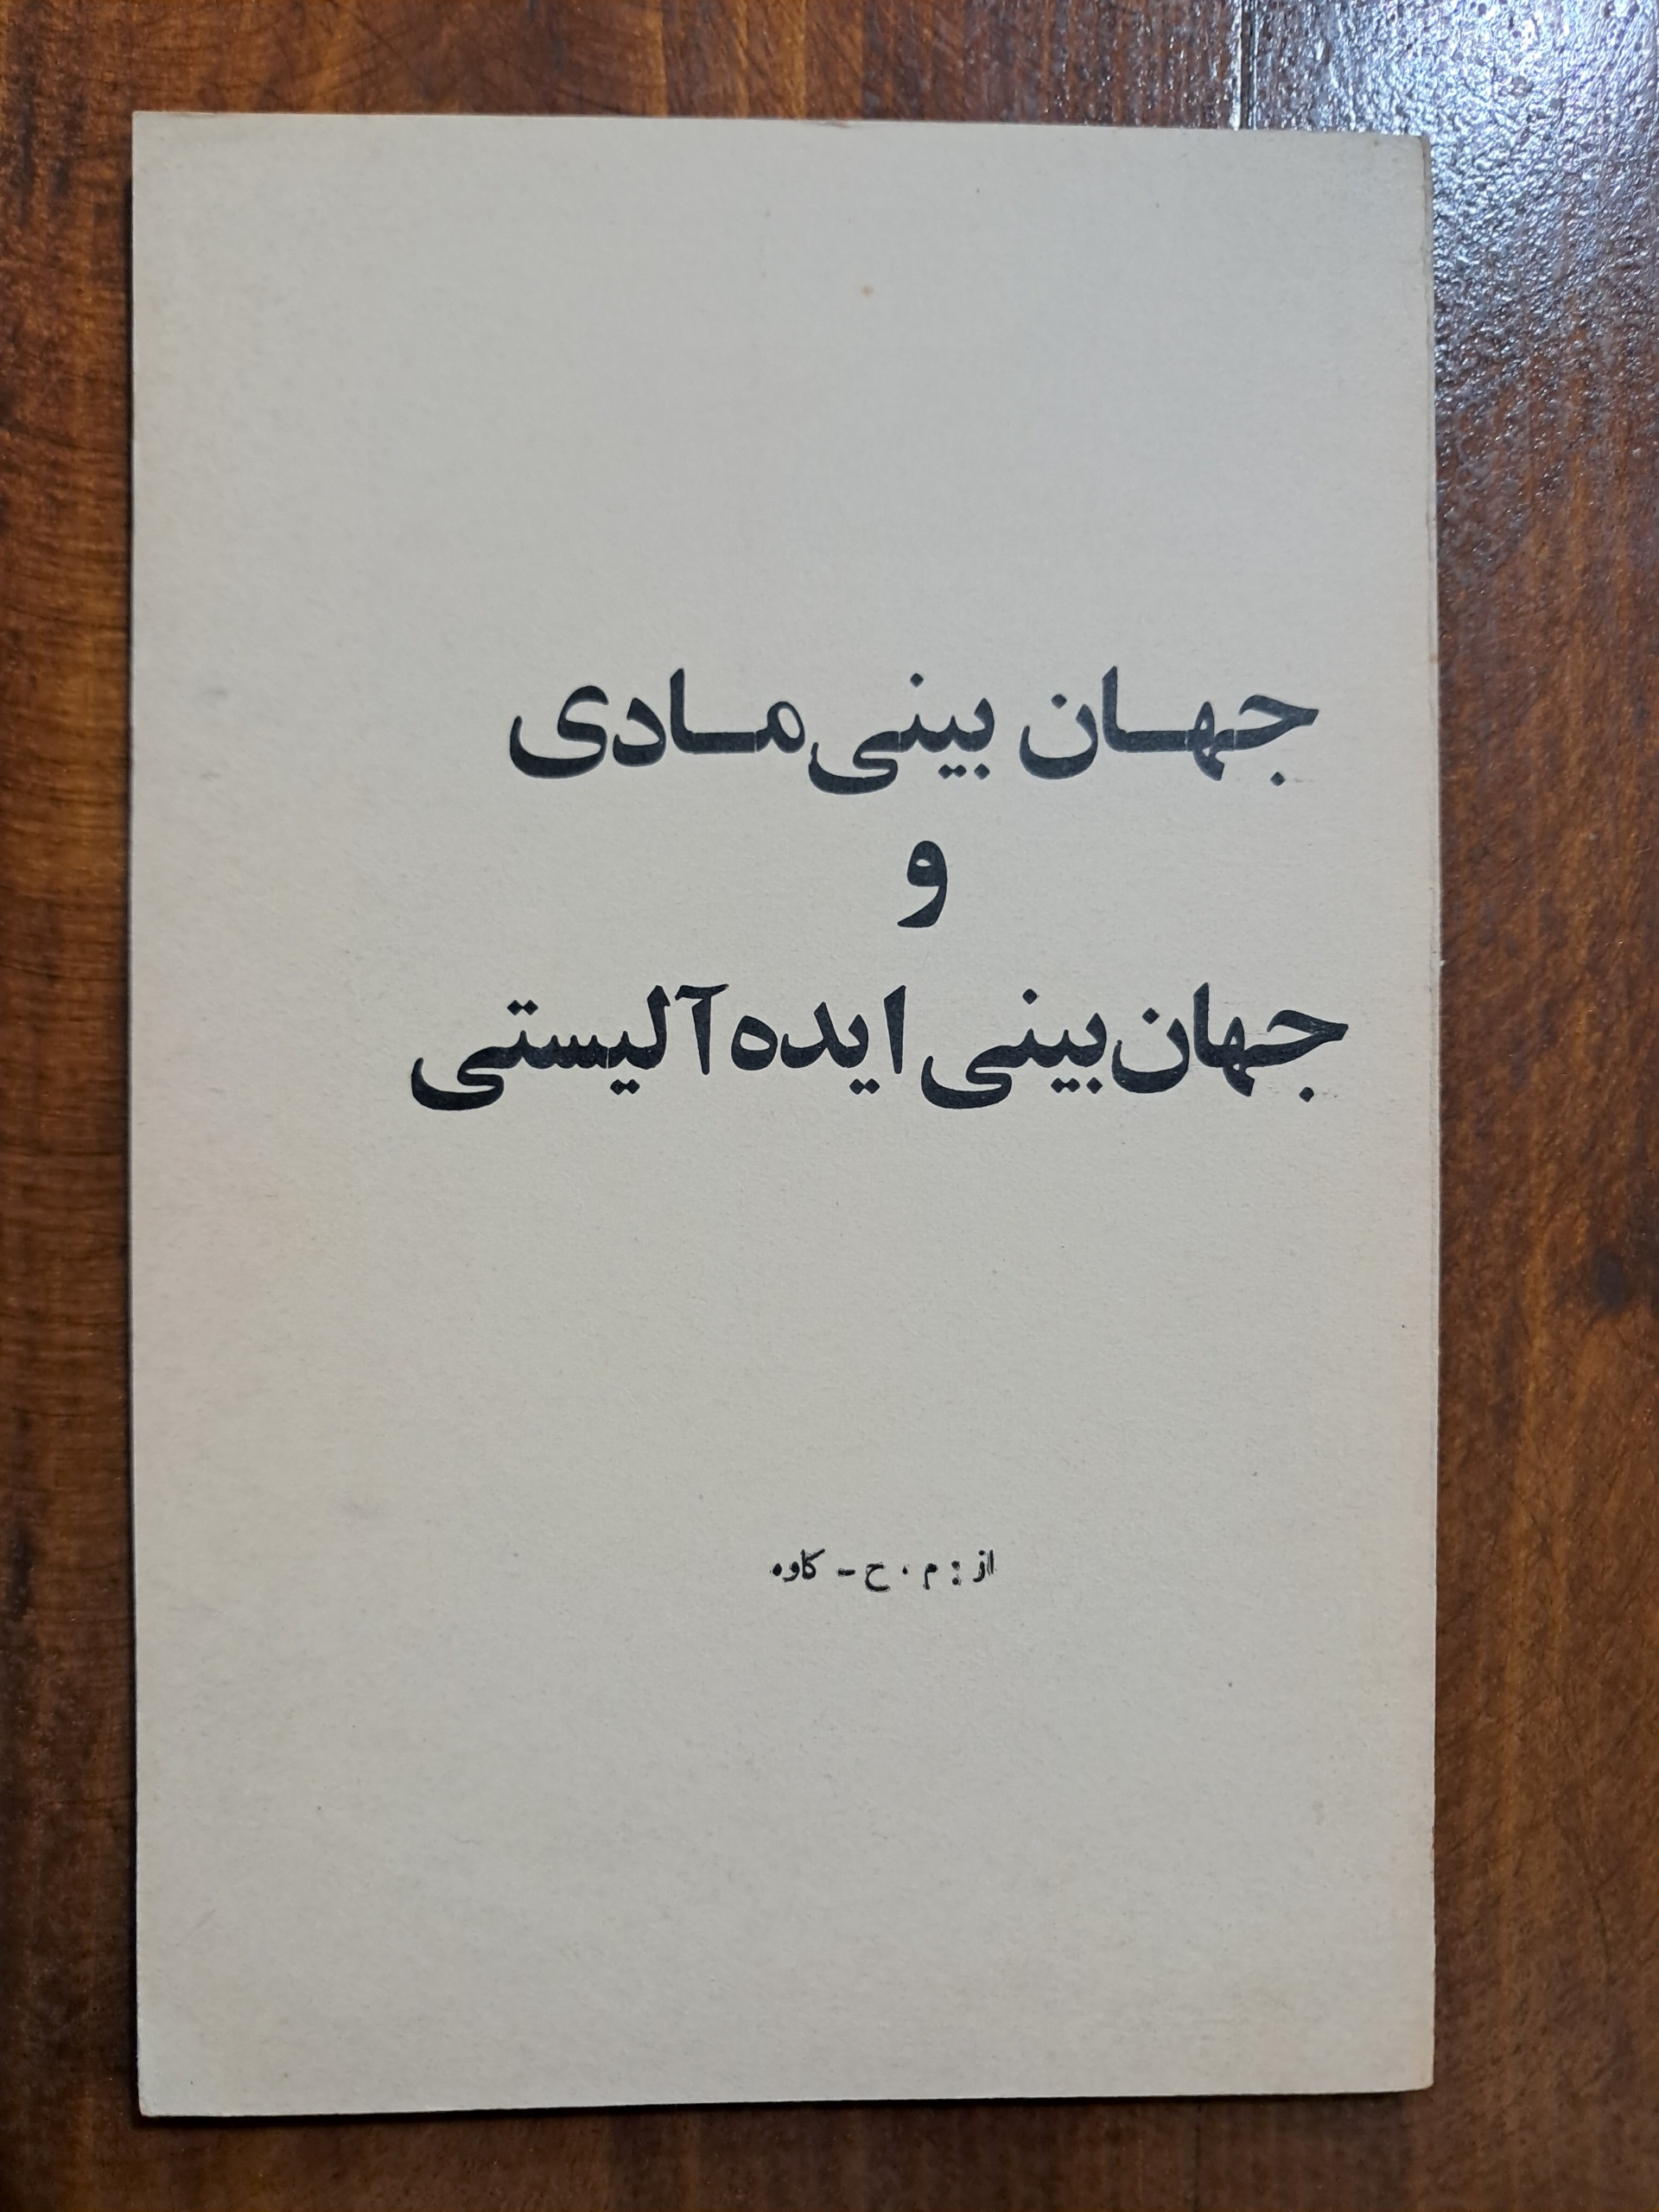 جهان بینی مادی
و
جهان بینی ایده آلیستی
از : م . ح - کاوه